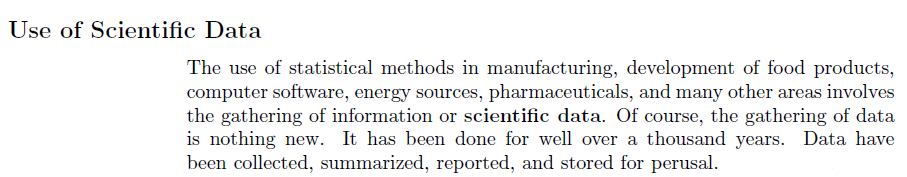 Use of Scientific Data
The use of statistical methods in manufacturing, development of food products,
computer software, energy sources, pharmaceuticals, and many other areas involves
the gathering of information or scientific data. Of course, the gathering of data
is nothing new. It has been done for well over a thousand years. Data have
been collected, summarized, reported, and stored for perusal.